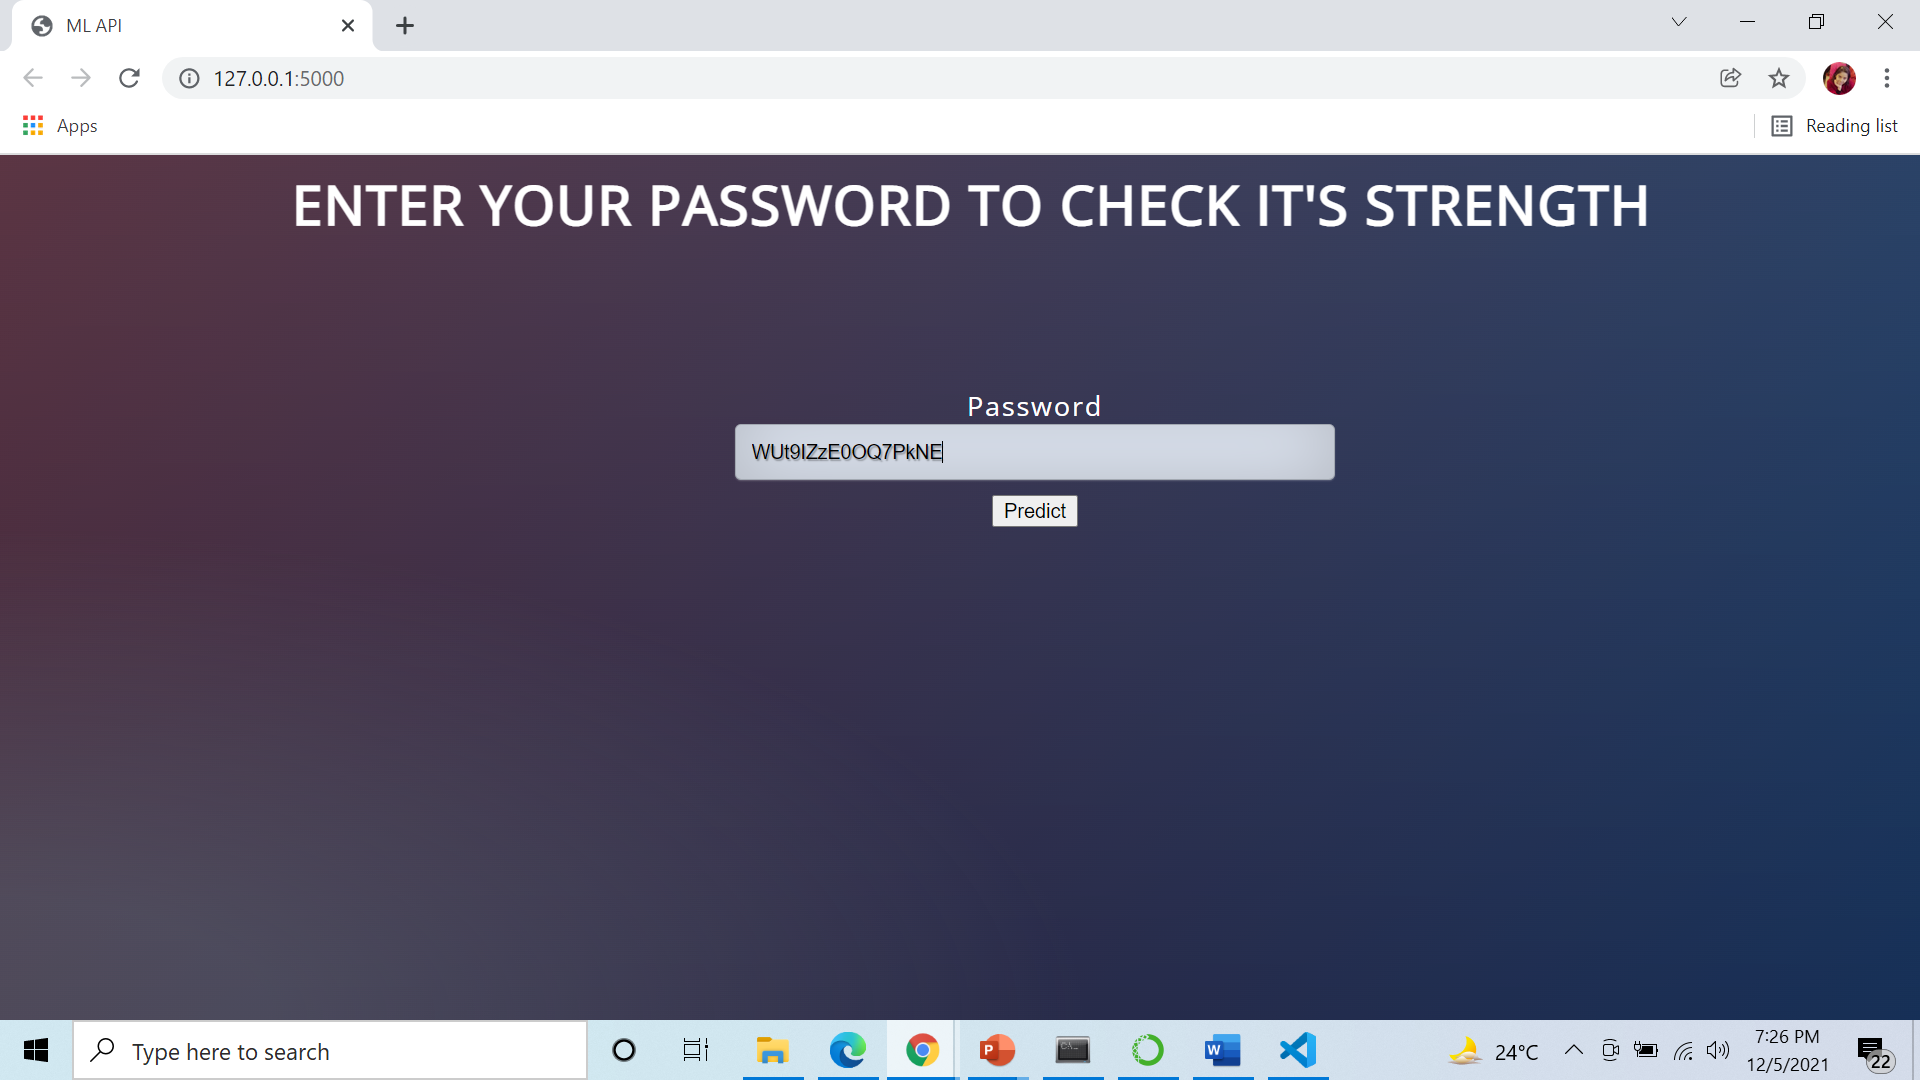 ML API
127.0.0.1:5000
Apps
Reading list
ENTER YOUR PASSWORD TO CHECK IT'S STRENGTH
Password
WUt9IZzE0OQ7PkNE
Predict
Type here to search
24°C
7:26 PM
12/5/2021
22